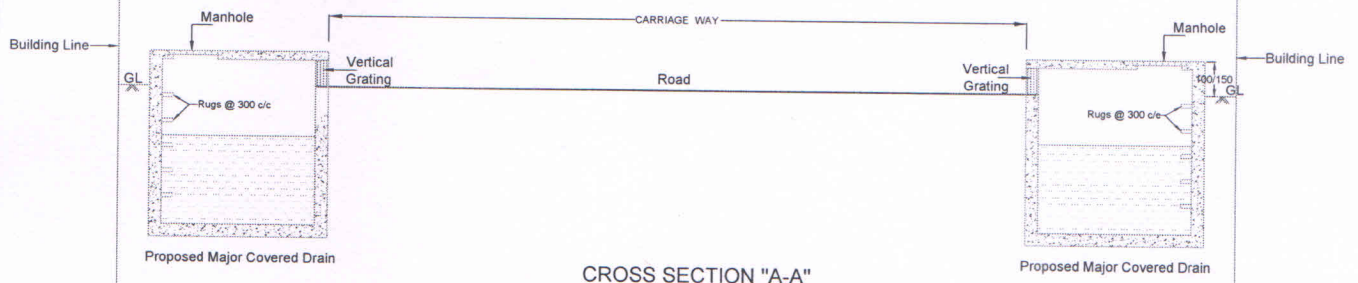 Manhole
CARRIAGE WAY
Manhole
Building Line
Building Line
Vertical
Grating
Vertical
Grating
GL
Road
100/150
GL
Rugs @ 300 c/c
Rugs @ 300 c/c
Proposed Major Covered Drain
Proposed Major Covered Drain
CROSS SECTION "A-A"